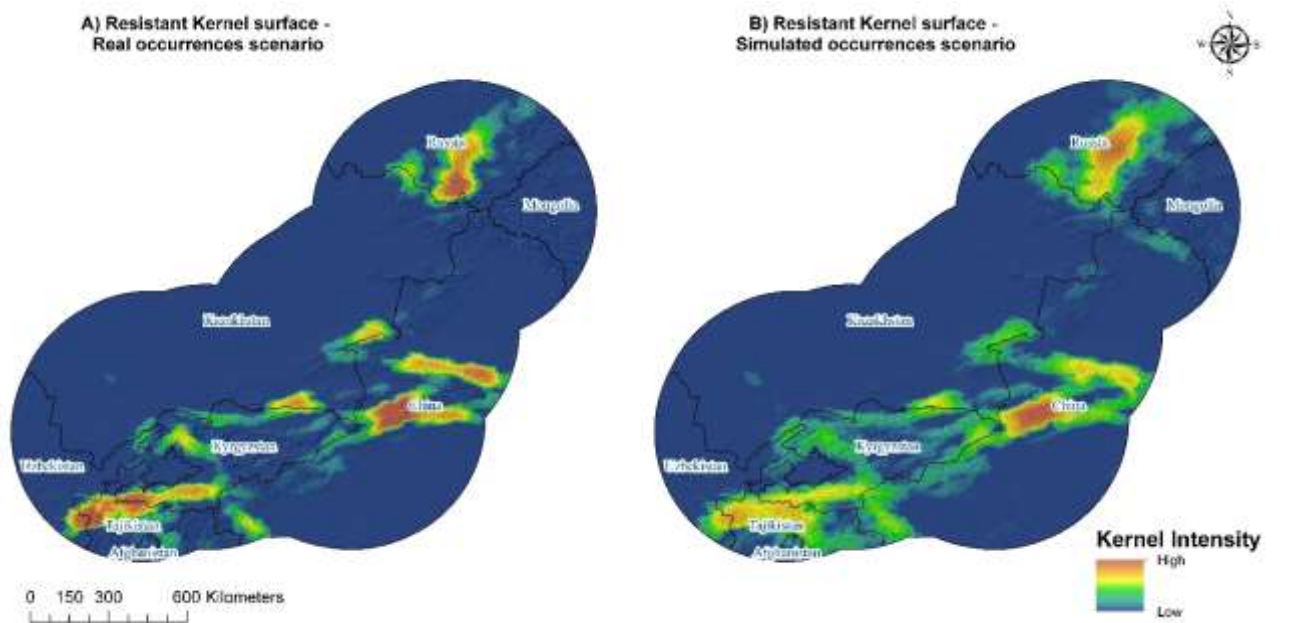 A) Resistant Kernel surface -
Real occurrences scenario
B) Resistant Kernel surface -
Simulated occurrences scenario
N
W
E
S
Russia
Mongolia
Kazakhstan
China
Kyrgyzstan
Uzbekistan
Tajikistan
Afghanistan
Russia
Mongolia
Kazakhstan
China
Kyrgyzstan
Uzbekistan
Tajikistan
Afghanistan
Kernel Intensity
High
Low
0 150 300 600 Kilometers